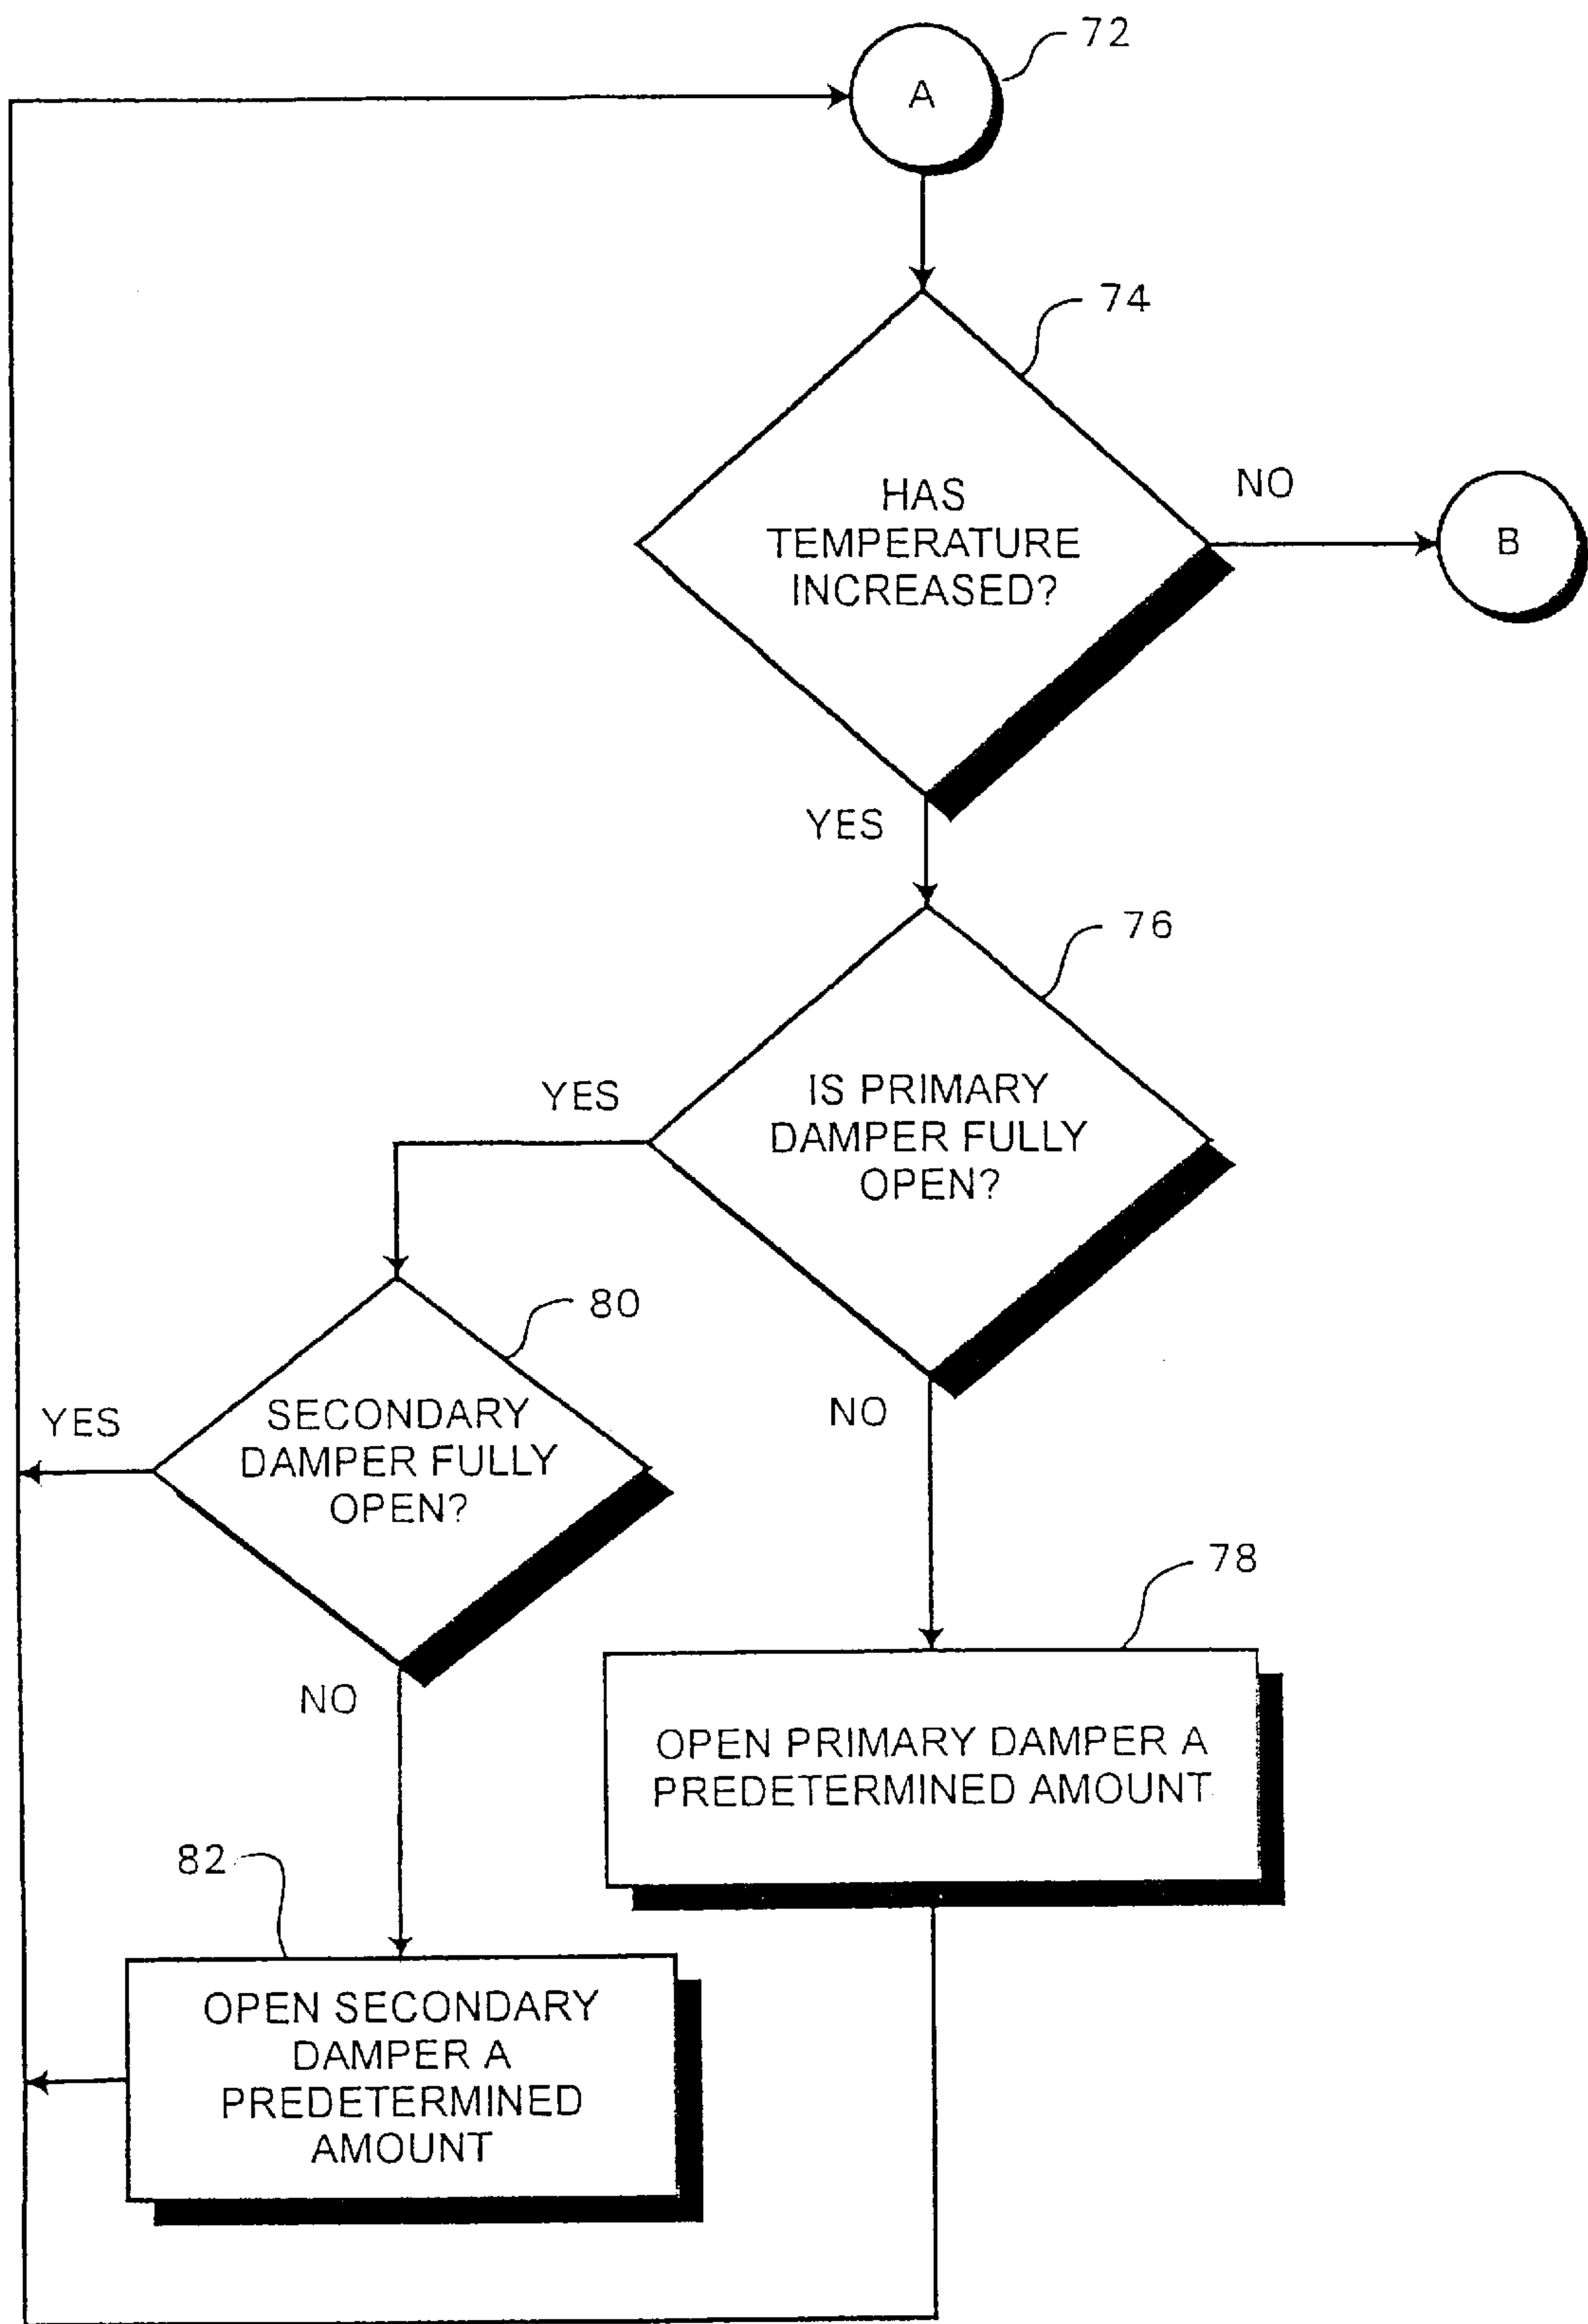 72
A
74
HAS
TEMPERATURE
INCREASED?
NO
B
YES
76
IS PRIMARY
DAMPER FULLY
OPEN?
YES
80
SECONDARY
DAMPER FULLY
OPEN?
YES
NO
NO
78
OPEN PRIMARY DAMPER A
PREDETERMINED AMOUNT
82
OPEN SECONDARY
DAMPER A
PREDETERMINED
AMOUNT